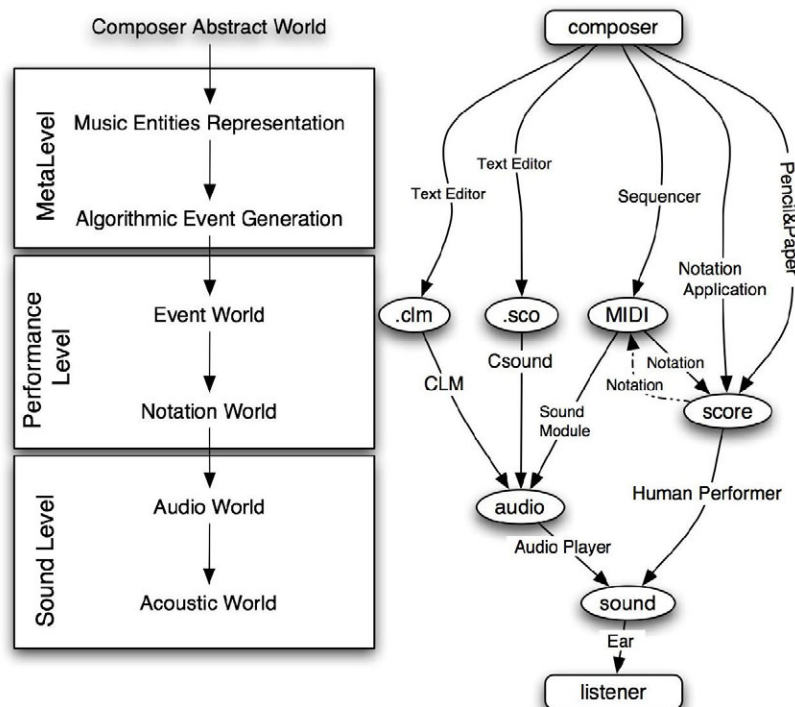 Composer Abstract World
MetaLevel
Music Entities Representation
Algorithmic Event Generation
Performance
Level
Event World
Notation World
Sound Level
Audio World
Acoustic World
composer
Text Editor
Text Editor
Sequencer
Notation
Application
Pencil&Paper
.clm
.sco
MIDI
CLM
Csound
Sound
Module
Notation
Notation
score
audio
Human Performer
Audio Player
sound
Ear
listener